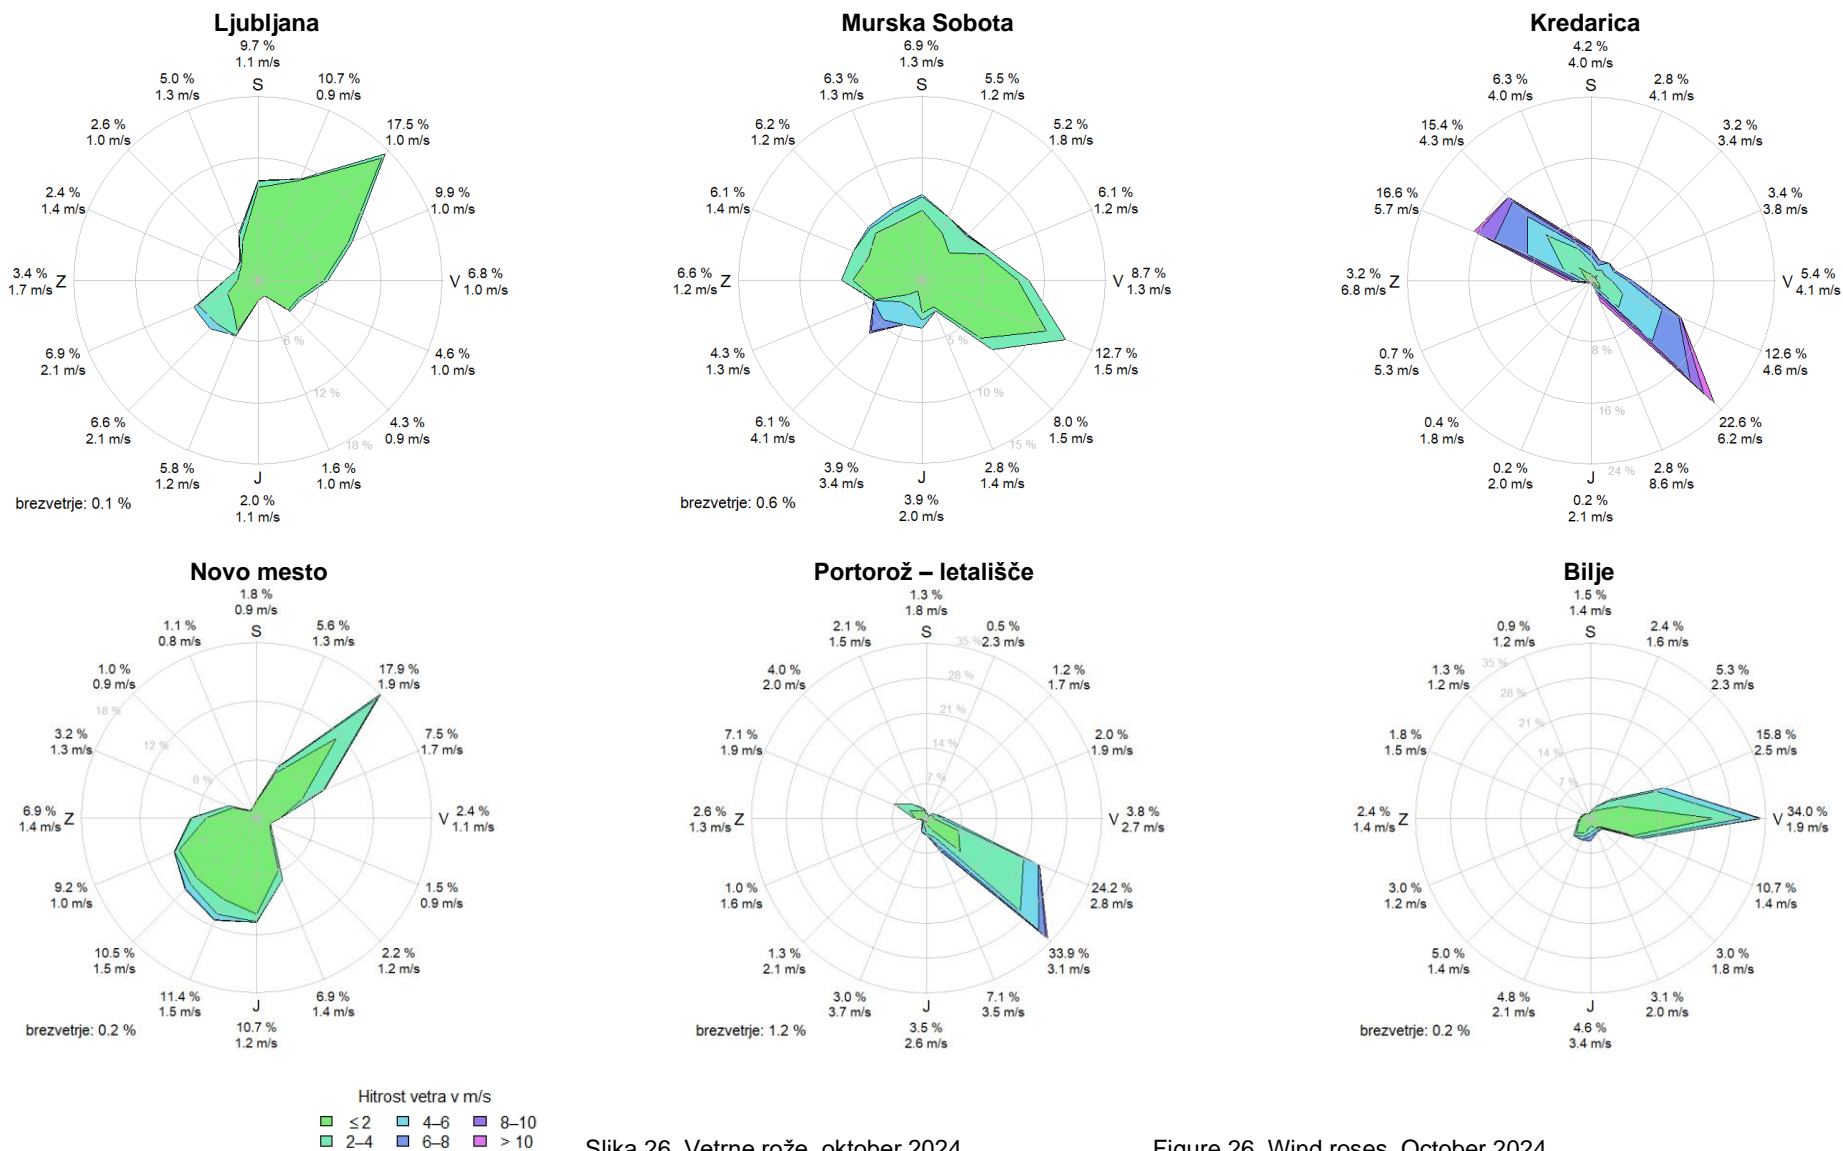 Ljubljana
9.7 %
1.1 m/s
S
5.0 %
1.3 m/s
10.7 %
0.9 m/s
2.6 %
1.0 m/s
17.5 %
1.0 m/s
2.4 %
1.4 m/s
9.9 %
1.0 m/s
3.4 %
1.7 m/s
Z
V
6.8 %
1.0 m/s
6.9 %
2.1 m/s
4.6 %
1.0 m/s
6.6 %
2.1 m/s
4.3 %
0.9 m/s
5.8 %
1.2 m/s
1.6 %
1.0 m/s
J
2.0 %
1.1 m/s
6 %
12 %
18 %
brezvetrje: 0.1 %
Murska Sobota
6.9 %
1.3 m/s
S
6.3 %
1.3 m/s
5.5 %
1.2 m/s
6.2 %
1.2 m/s
5.2 %
1.8 m/s
6.1 %
1.4 m/s
6.1 %
1.2 m/s
6.6 %
1.2 m/s
Z
V
8.7 %
1.3 m/s
4.3 %
1.3 m/s
12.7 %
1.5 m/s
6.1 %
4.1 m/s
8.0 %
1.5 m/s
3.9 %
3.4 m/s
2.8 %
1.4 m/s
J
3.9 %
2.0 m/s
5 %
10 %
15 %
brezvetrje: 0.6 %
Kredarica
4.2 %
4.0 m/s
S
6.3 %
4.0 m/s
2.8 %
4.1 m/s
15.4 %
4.3 m/s
3.2 %
3.4 m/s
16.6 %
5.7 m/s
3.4 %
3.8 m/s
3.2 %
6.8 m/s
Z
V
5.4 %
4.1 m/s
0.7 %
5.3 m/s
12.6 %
4.6 m/s
0.4 %
1.8 m/s
22.6 %
6.2 m/s
0.2 %
2.0 m/s
2.8 %
8.6 m/s
J
0.2 %
2.1 m/s
8 %
16 %
24 %
Novo mesto
1.8 %
0.9 m/s
S
1.1 %
0.8 m/s
5.6 %
1.3 m/s
1.0 %
0.9 m/s
17.9 %
1.9 m/s
3.2 %
1.3 m/s
7.5 %
1.7 m/s
6.9 %
1.4 m/s
Z
V
2.4 %
1.1 m/s
9.2 %
1.0 m/s
1.5 %
0.9 m/s
10.5 %
1.5 m/s
2.2 %
1.2 m/s
11.4 %
1.5 m/s
6.9 %
1.4 m/s
J
10.7 %
1.2 m/s
18 %
12 %
6 %
brezvetrje: 0.2 %
Portorož – letališče
1.3 %
1.8 m/s
S
2.1 %
1.5 m/s
0.5 %
2.3 m/s
4.0 %
2.0 m/s
1.2 %
1.7 m/s
7.1 %
1.9 m/s
2.0 %
1.9 m/s
2.6 %
1.3 m/s
Z
V
3.8 %
2.7 m/s
1.0 %
1.6 m/s
24.2 %
2.8 m/s
1.3 %
2.1 m/s
33.9 %
3.1 m/s
3.0 %
3.7 m/s
7.1 %
3.5 m/s
J
3.5 %
2.6 m/s
35 %
28 %
21 %
14 %
7 %
brezvetrje: 1.2 %
Bilje
1.5 %
1.4 m/s
S
0.9 %
1.2 m/s
2.4 %
1.6 m/s
1.3 %
1.2 m/s
5.3 %
2.3 m/s
1.8 %
1.5 m/s
15.8 %
2.5 m/s
2.4 %
1.4 m/s
Z
V
34.0 %
1.9 m/s
3.0 %
1.2 m/s
10.7 %
1.4 m/s
5.0 %
1.4 m/s
3.0 %
1.8 m/s
4.8 %
2.1 m/s
3.1 %
2.0 m/s
J
4.6 %
3.4 m/s
35 %
28 %
21 %
14 %
7 %
brezvetrje: 0.2 %
Hitrost vetra v m/s
≤ 2 4–6 8–10
2–4 6–8 > 10
Slika 26. Vetrne rože, oktober 2024
Figure 26. Wind roses, October 2024